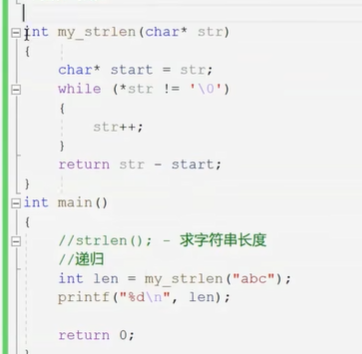 int my_strlen(char* str)
{
char* start = str;
while (*str != '\0')
{
str++;
}
return str - start;
}
int main()
{
//strlen(); - 求字符串长度
//递归
int len = my_strlen("abc");
printf("%d\n", len);
return 0;
}